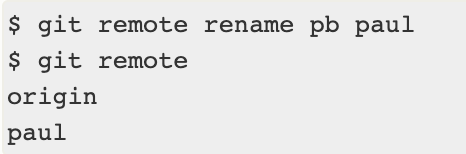 $ git remote rename pb paul
$ git remote
origin
paul